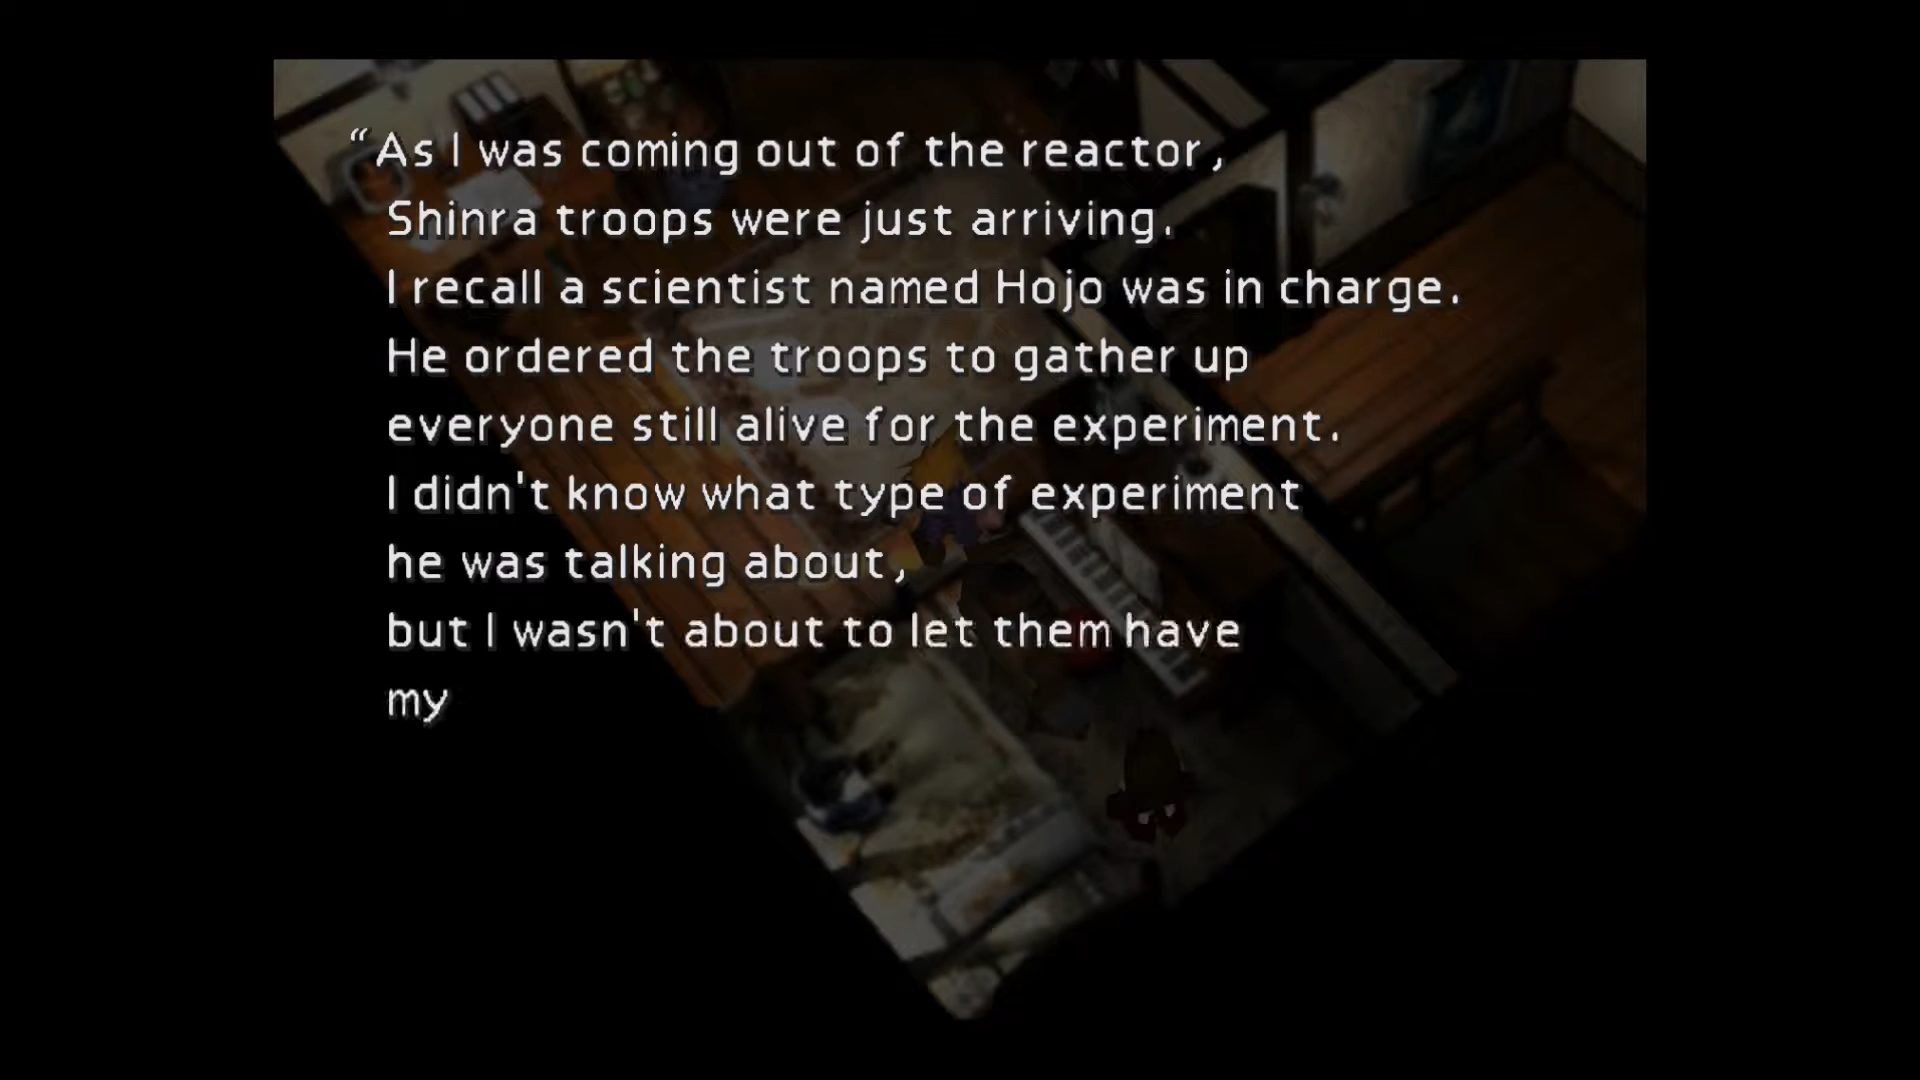 “As I was coming out of the reactor,
Shinra troops were just arriving.
I recall a scientist named Hojo was in charge.
He ordered the troops to gather up
everyone still alive for the experiment.
I didn't know what type of experiment
he was talking about,
but I wasn't about to let them have
my